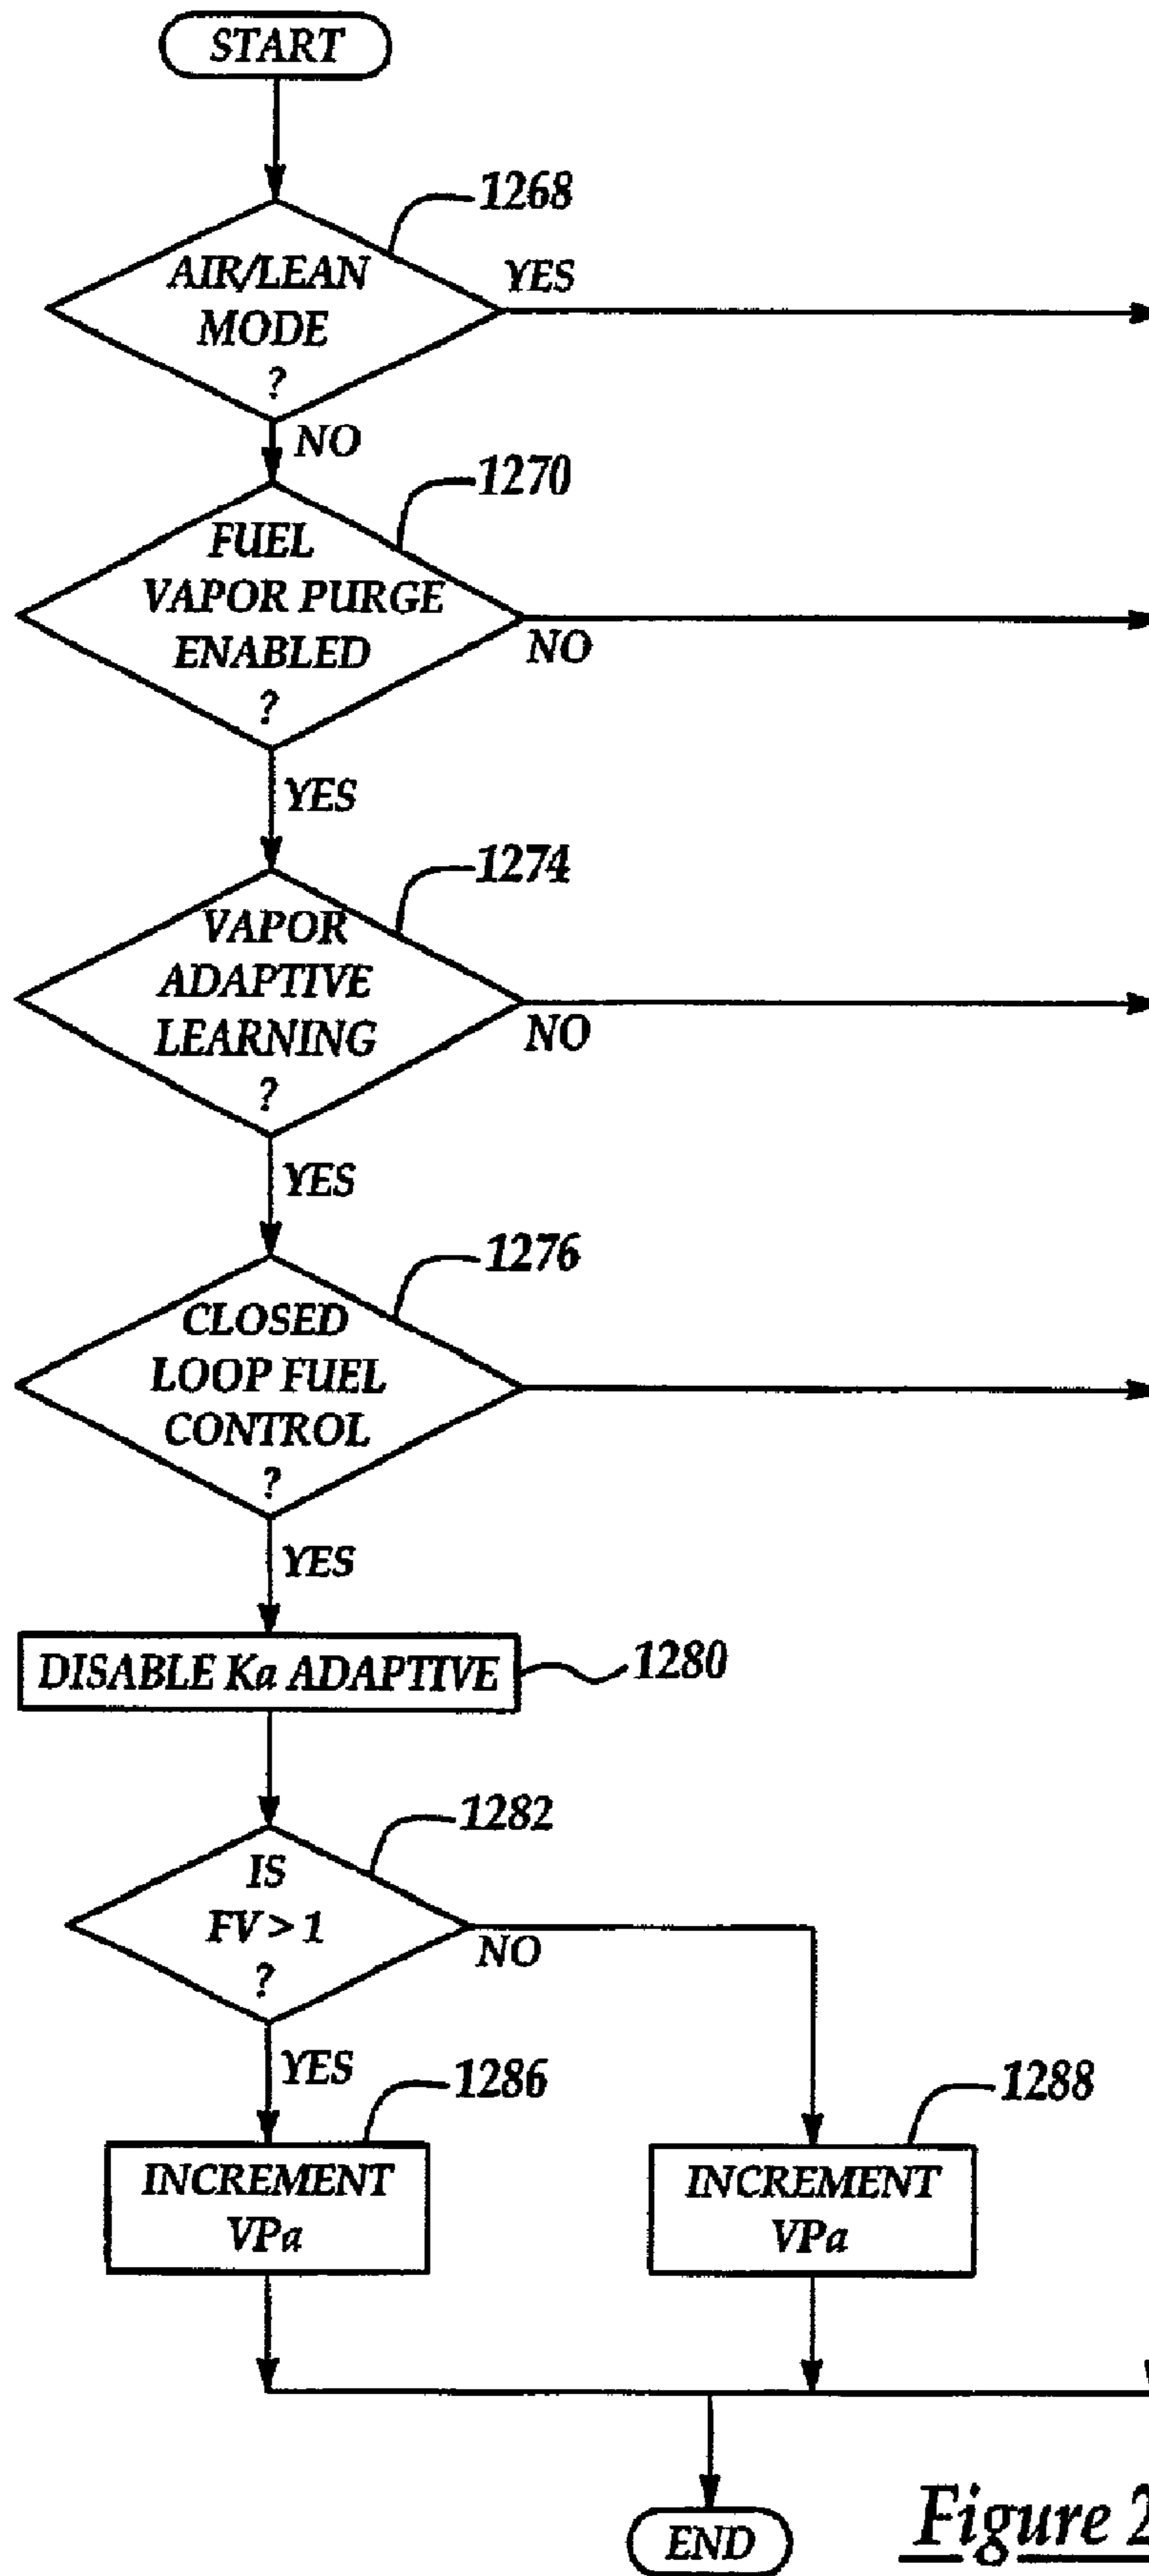 START
1268
AIR/LEAN
MODE
?
YES
NO
1270
FUEL
VAPOR PURGE
ENABLED
?
NO
YES
1274
VAPOR
ADAPTIVE
LEARNING
?
NO
YES
1276
CLOSED
LOOP FUEL
CONTROL
?
YES
DISABLE Ka ADAPTIVE
1280
1282
IS
FV > 1
?
NO
YES
1286
1288
INCREMENT
VPa
INCREMENT
VPa
END
Figure 2